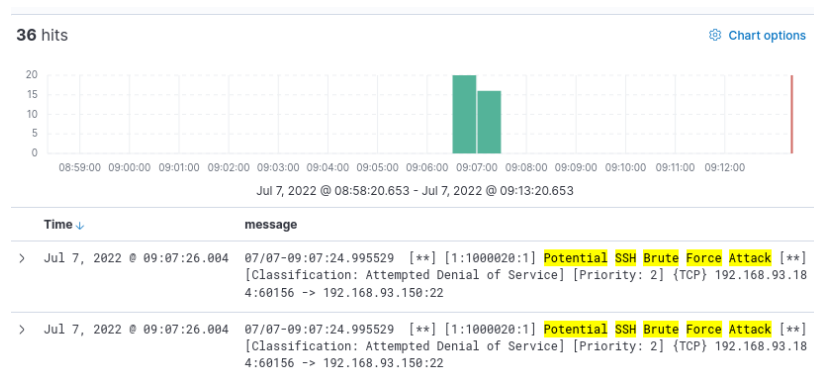 36 hits
Chart options
20
15
10
5
0
08:59:00 09:00:00 09:01:00 09:02:00 09:03:00 09:04:00 09:05:00 09:06:00 09:07:00 09:08:00 09:09:00 09:10:00 09:11:00 09:12:00
Jul 7, 2022 @ 08:58:20.653 - Jul 7, 2022 @ 09:13:20.653
Time message
Jul 7, 2022 @ 09:07:26.004 07/07-09:07:24.995529 [**] [1:1000020:1] Potential SSH Brute Force Attack [**]
[Classification: Attempted Denial of Service] [Priority: 2] {TCP} 192.168.93.18
4:60156 -> 192.168.93.150:22
Jul 7, 2022 @ 09:07:26.004 07/07-09:07:24.995529 [**] [1:1000020:1] Potential SSH Brute Force Attack [**]
[Classification: Attempted Denial of Service] [Priority: 2] {TCP} 192.168.93.18
4:60156 -> 192.168.93.150:22